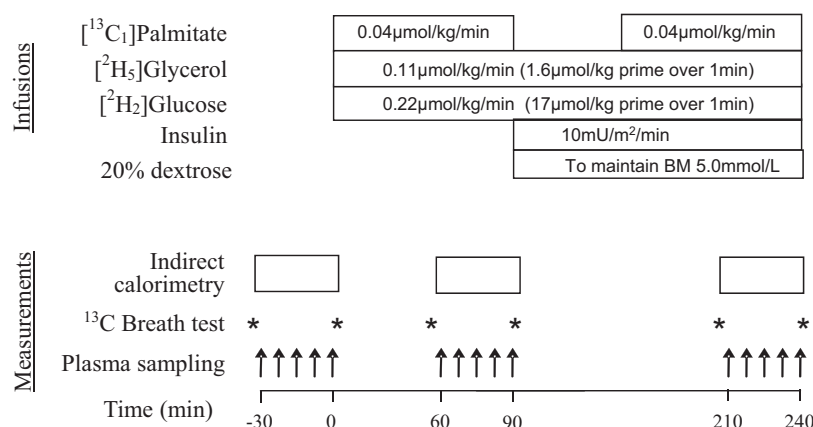 Infusions
[¹³C₁]Palmitate 0.04µmol/kg/min 0.04µmol/kg/min
[²H₅]Glycerol 0.11µmol/kg/min (1.6µmol/kg prime over 1min)
[²H₂]Glucose 0.22µmol/kg/min (17µmol/kg prime over 1min)
Insulin 10mU/m²/min
20% dextrose To maintain BM 5.0mmol/L
Measurements
Indirect
calorimetry
¹³C Breath test * * * * * *
Plasma sampling
Time (min) -30 0 60 90 210 240